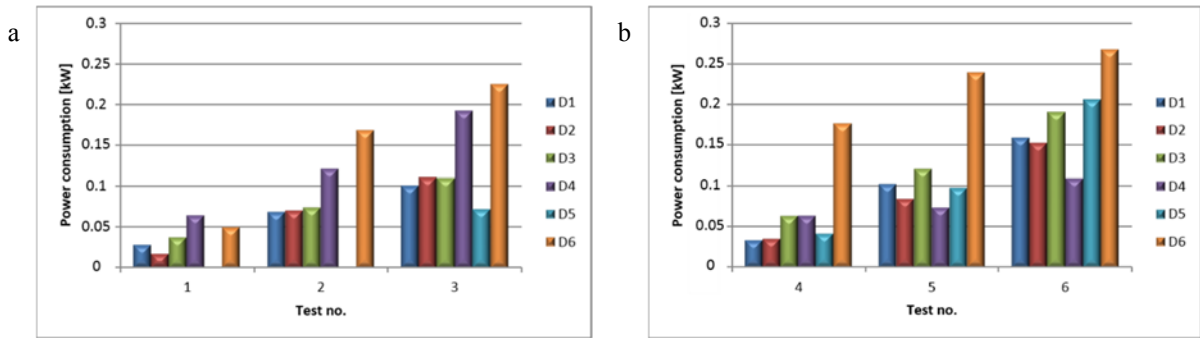 a
0.3
0.25
0.2
0.15
0.1
0.05
0
Power consumption [kW]
1 2 3
Test no.
D1
D2
D3
D4
D5
D6
b
0.3
0.25
0.2
0.15
0.1
0.05
0
Power consumption [kW]
4 5 6
Test no.
D1
D2
D3
D4
D5
D6